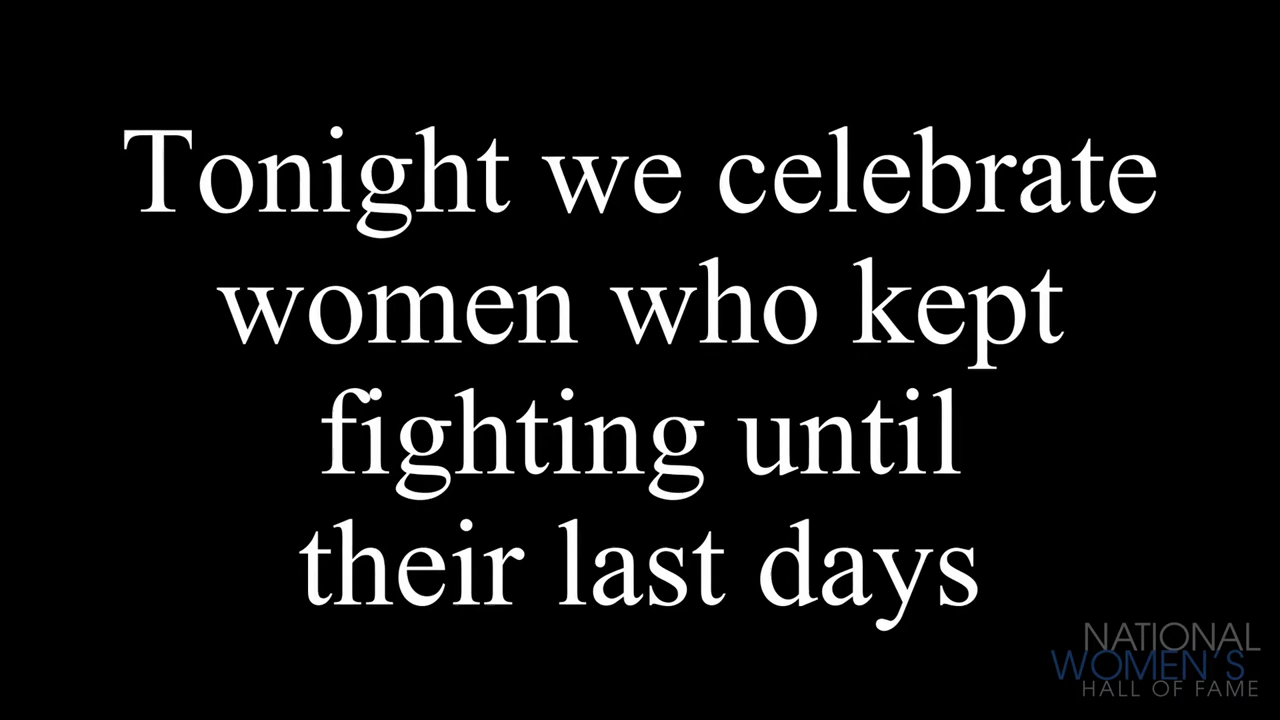 Tonight we celebrate
women who kept
fighting until
their last days
NATIONAL
WOMEN'S
HALL OF FAME